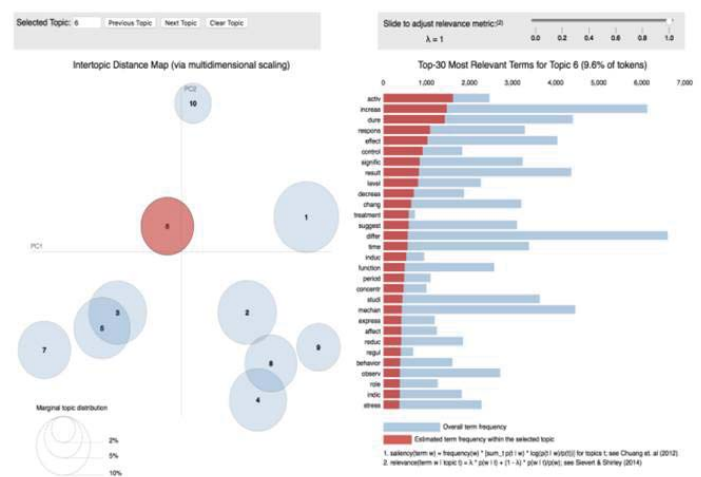 Selected Topic: 6 Previous Topic Next Topic Clear Topic
Slide to adjust relevance metric:(2)
λ = 1
0.0 0.2 0.4 0.6 0.8 1.0
Intertopic Distance Map (via multidimensional scaling)
PC2
PC1
10
1
6
3
5
2
7
9
8
4
Marginal topic distribution
2%
5%
10%
Top-30 Most Relevant Terms for Topic 6 (9.6% of tokens)
0 1,000 2,000 3,000 4,000 5,000 6,000 7,000
activ
increas
dure
respons
effect
control
signific
result
level
decreas
chang
treatment
suggest
differ
time
induc
function
period
concentr
studi
mechan
express
affect
reduc
regul
behavior
observ
role
indic
stress
Overall term frequency
Estimated term frequency within the selected topic
1. saliency(term w) = frequency(w) * [sum_t p(t | w) * log(p(t | w)/p(t))] for topics t; see Chuang et. al (2012)
2. relevance(term w | topic t) = λ * p(w | t) + (1 - λ) * p(w | t)/p(w); see Sievert & Shirley (2014)